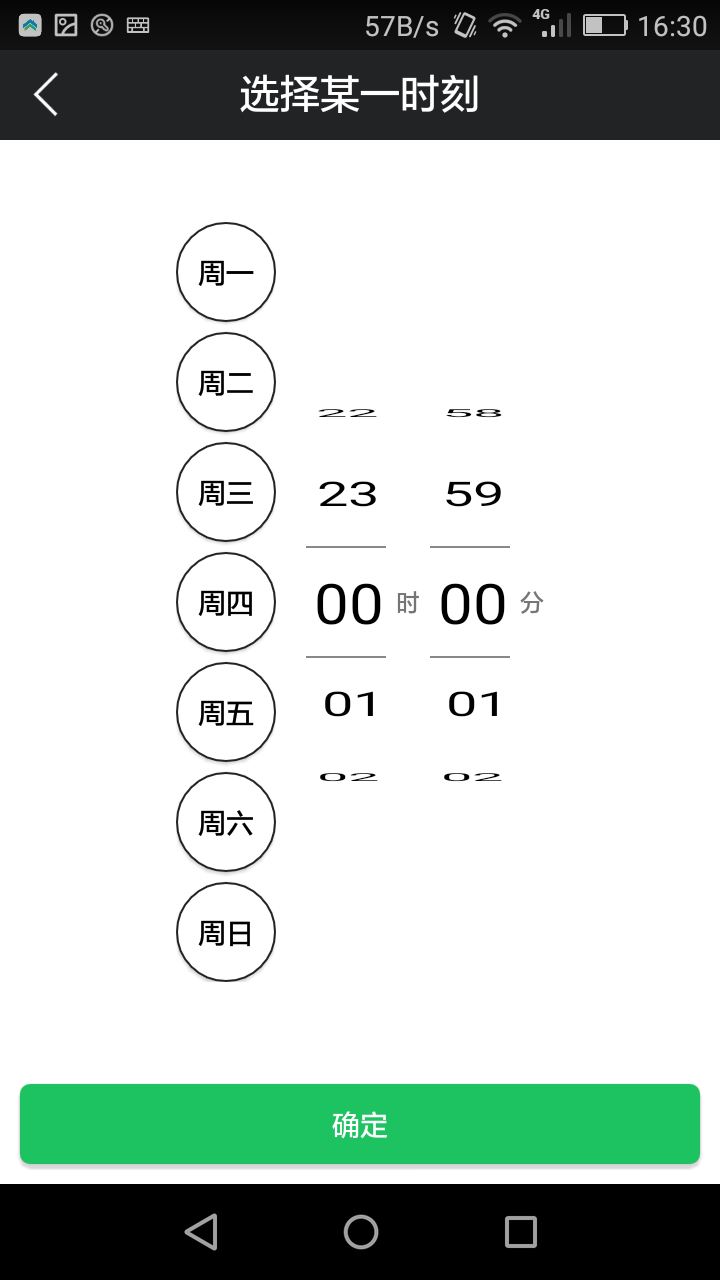 57B/s 4G 16:30
选择某一时刻
周一
周二
22 58
周三
23 59
周四
00 时 00 分
周五
01 01
02 02
周六
周日
确定